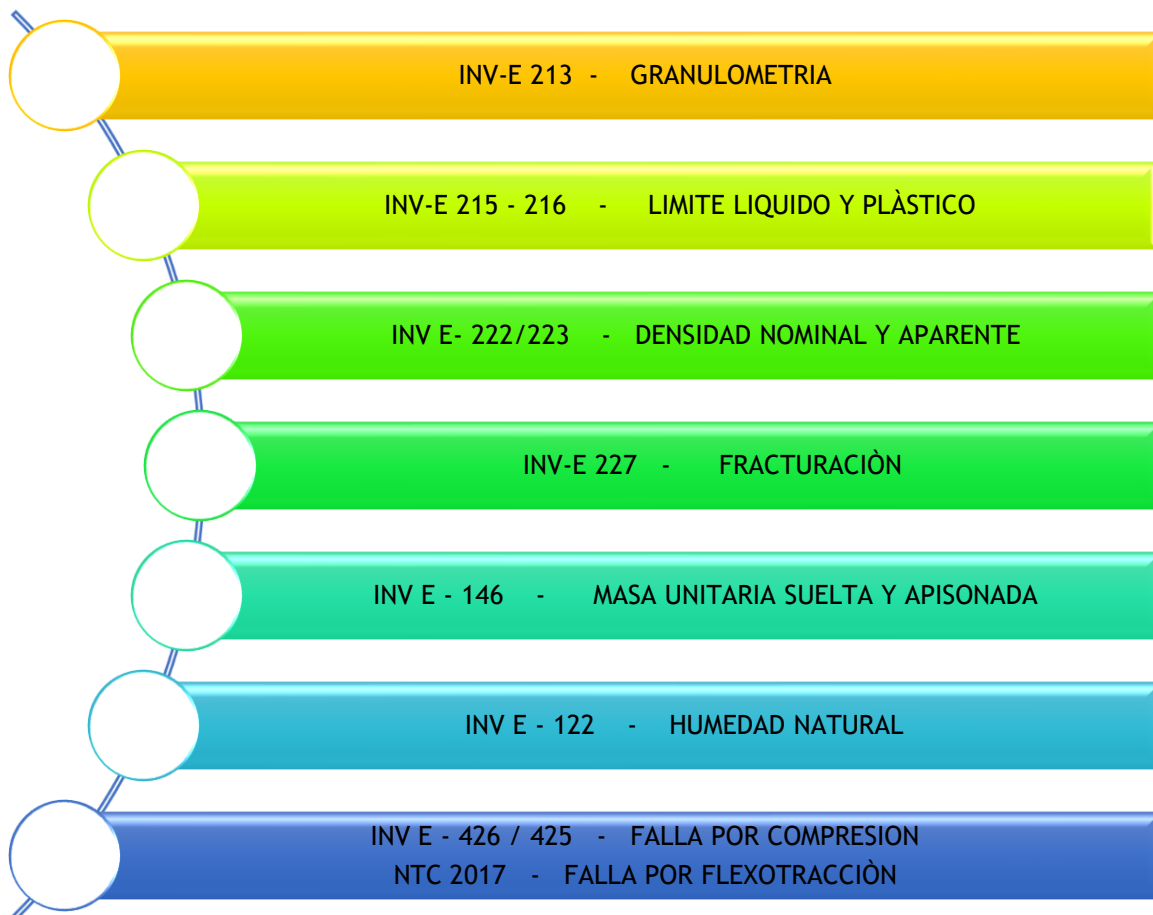 INV-E 213 - GRANULOMETRIA
INV-E 215 - 216 - LIMITE LIQUIDO Y PLÀSTICO
INV E- 222/223 - DENSIDAD NOMINAL Y APARENTE
INV-E 227 - FRACTURACIÒN
INV E - 146 - MASA UNITARIA SUELTA Y APISONADA
INV E - 122 - HUMEDAD NATURAL
INV E - 426 / 425 - FALLA POR COMPRESION
NTC 2017 - FALLA POR FLEXOTRACCIÒN